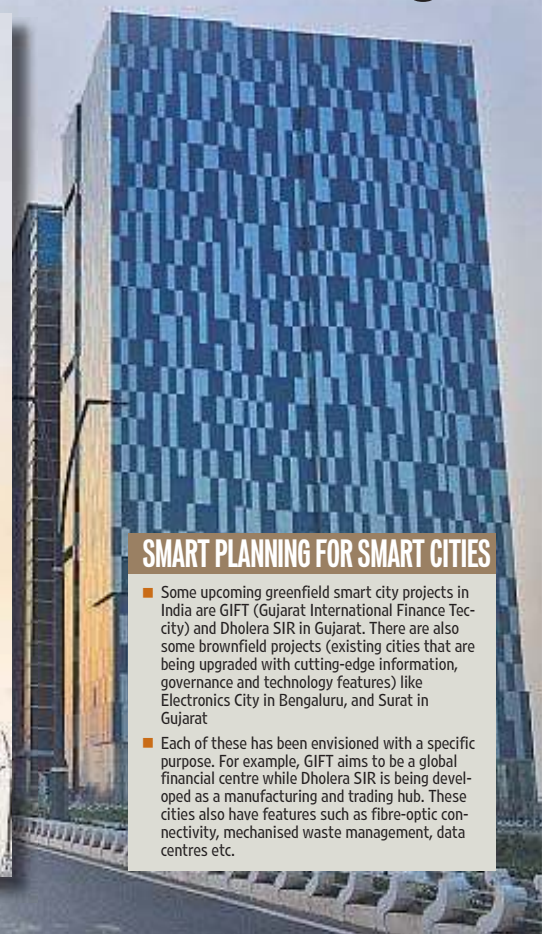 SMART PLANNING FOR SMART CITIES
■ Some upcoming greenfield smart city projects in
India are GIFT (Gujarat International Finance Tec-
city) and Dholera SIR in Gujarat. There are also
some brownfield projects (existing cities that are
being upgraded with cutting-edge information,
governance and technology features) like
Electronics City in Bengaluru, and Surat in
Gujarat
■ Each of these has been envisioned with a specific
purpose. For example, GIFT aims to be a global
financial centre while Dholera SIR is being devel-
oped as a manufacturing and trading hub. These
cities also have features such as fibre-optic con-
nectivity, mechanised waste management, data
centres etc.